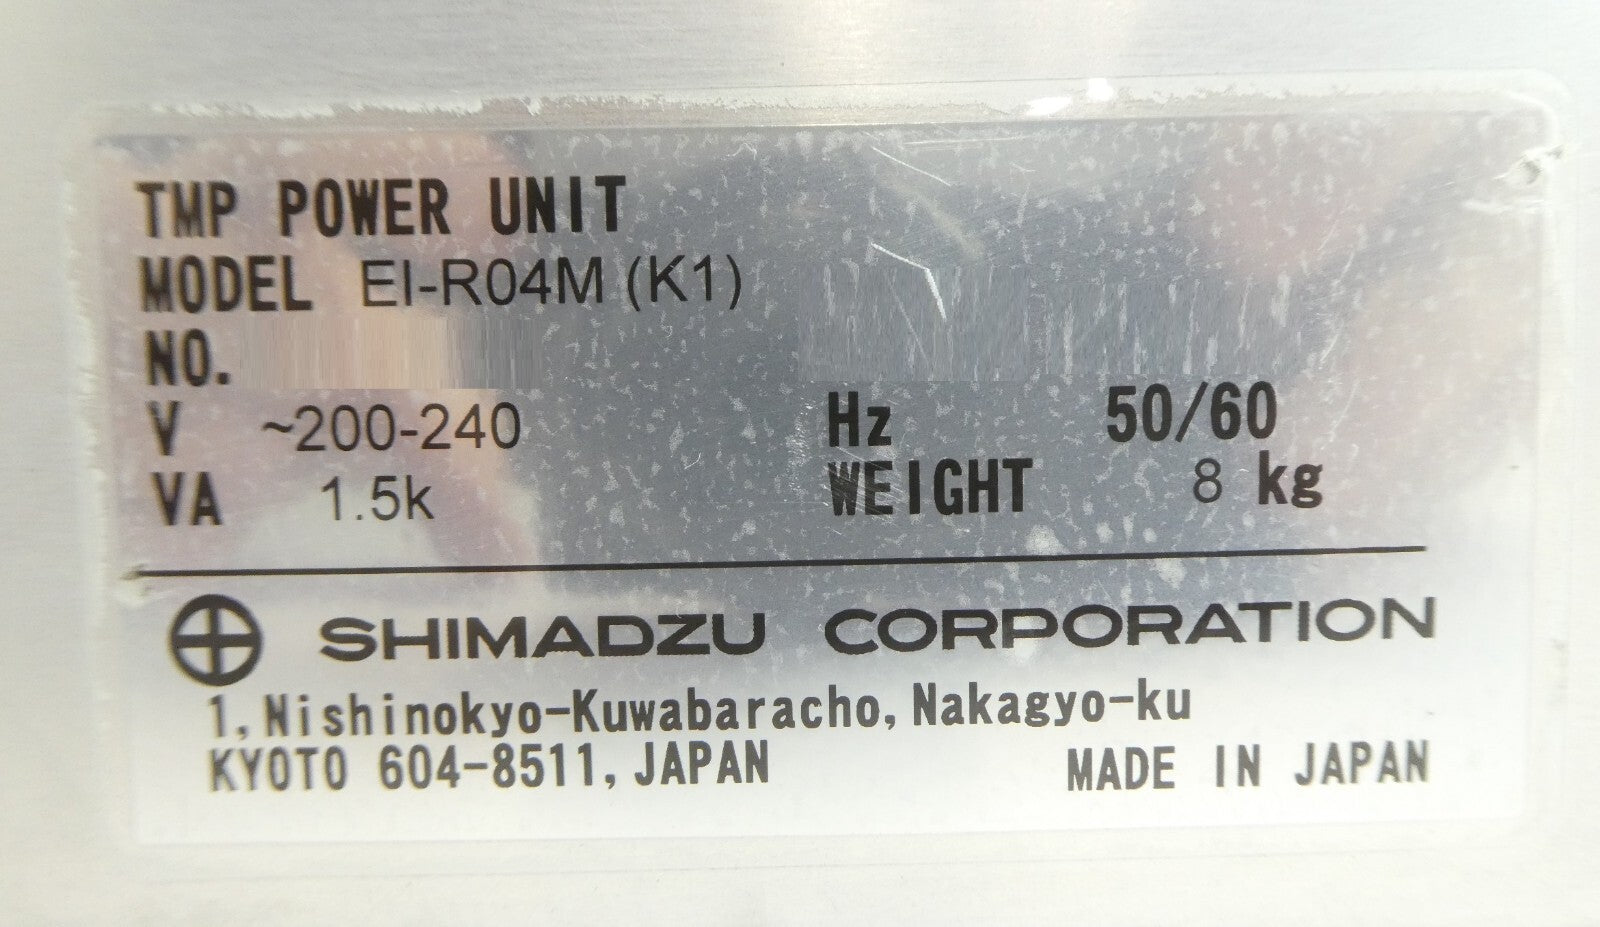 TMP POWER UNIT
MODEL EI-R04M (K1)
NO.
V ~200-240 Hz 50/60
VA 1.5k WEIGHT 8 kg
SHIMADZU CORPORATION
1, Nishinokyo-Kuwabaracho, Nakagyo-ku
KYOTO 604-8511, JAPAN MADE IN JAPAN